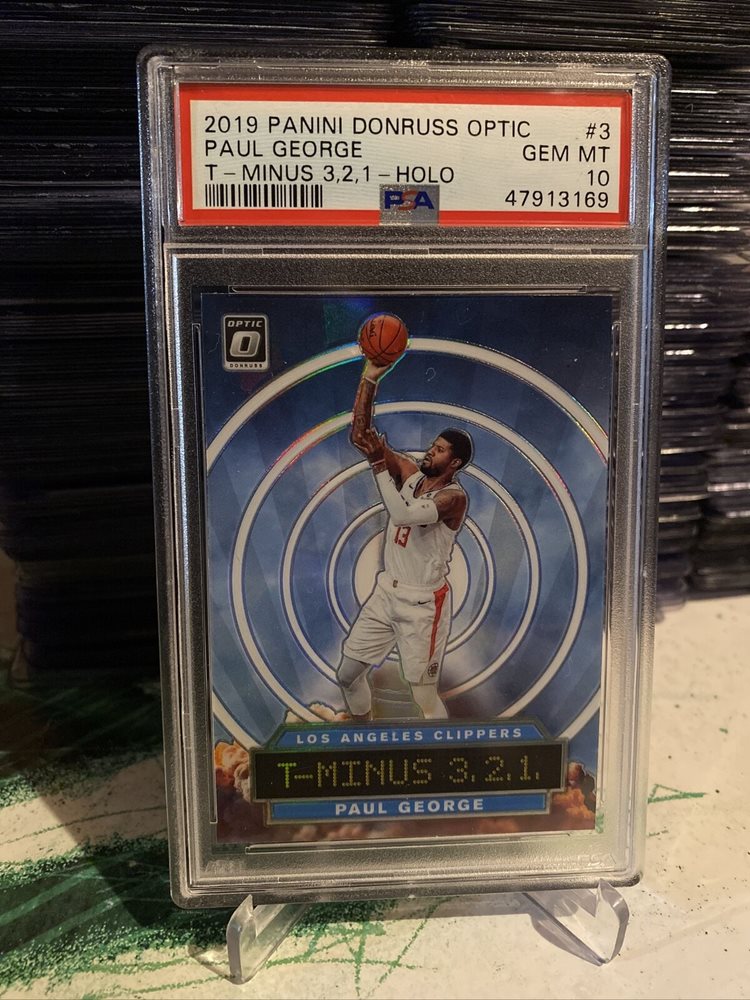 2019 PANINI DONRUSS OPTIC #3
PAUL GEORGE GEM MT
T - MINUS 3,2,1 - HOLO 10
PSA 47913169
OPTIC
DONRUSS
13
LOS ANGELES CLIPPERS
T-MINUS 3.2.1.
PAUL GEORGE